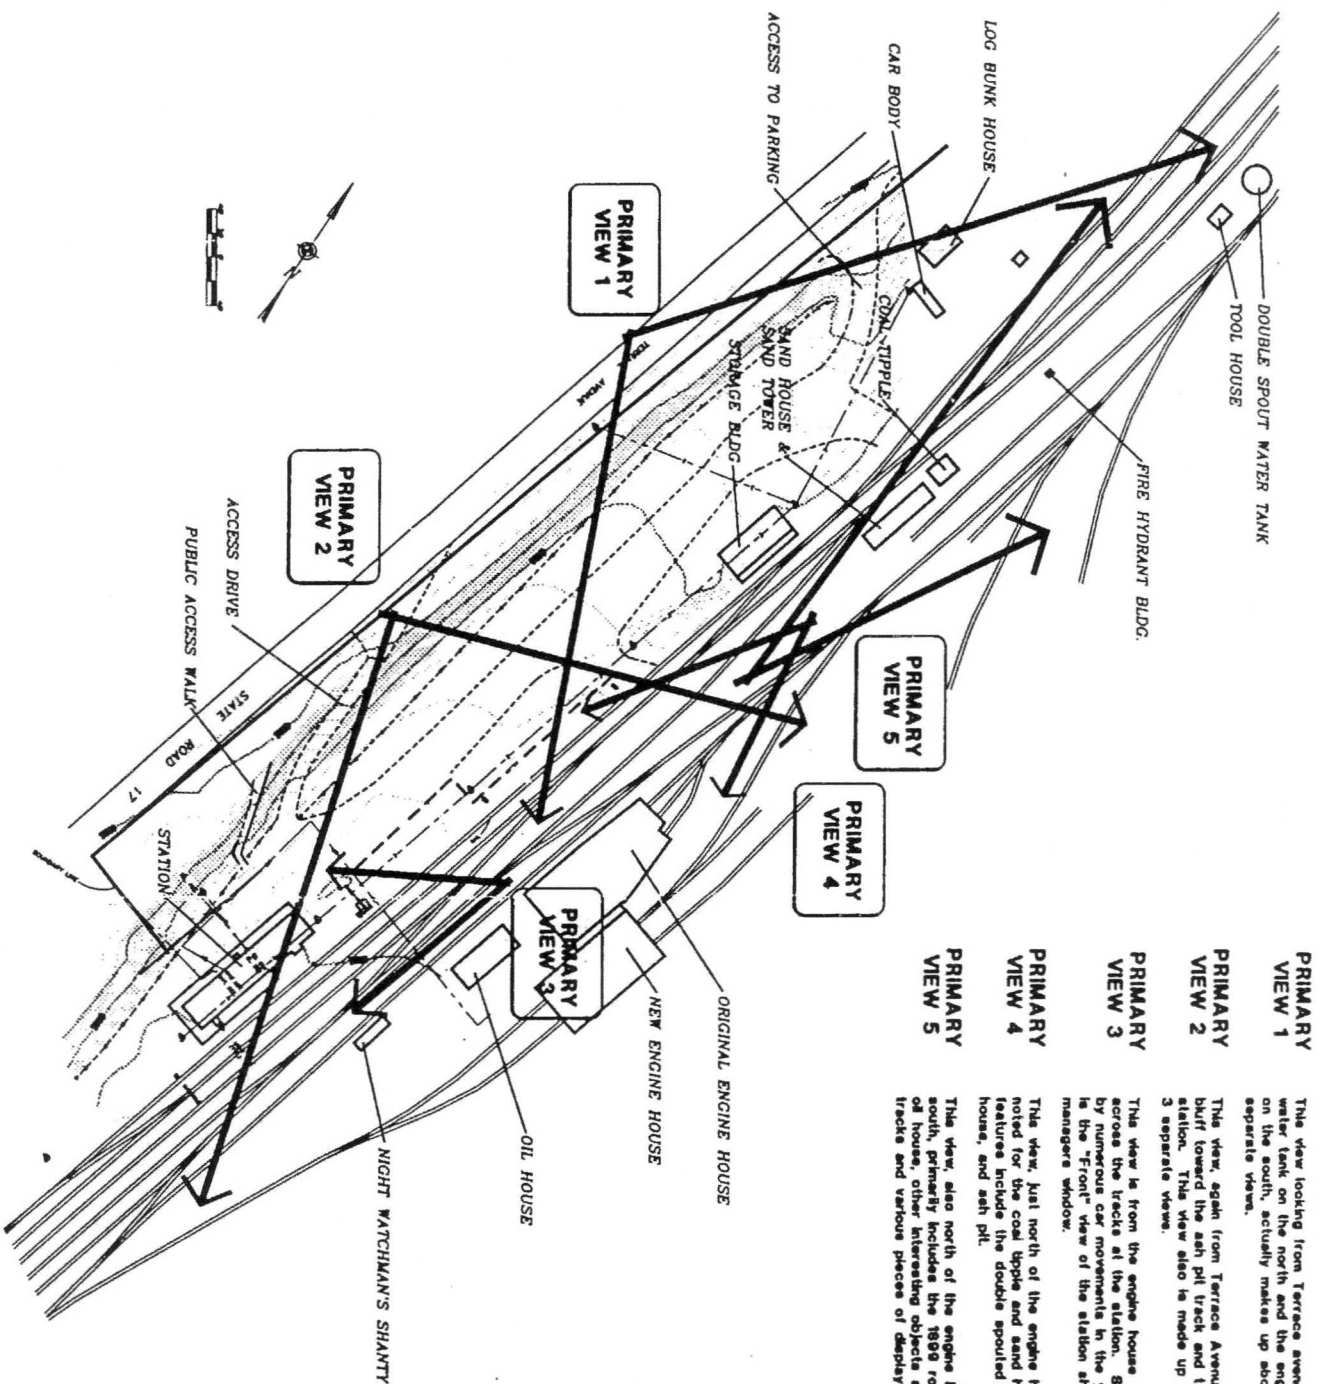 LOG BUNK HOUSE
CAR BODY
ACCESS TO PARKING
DOUBLE SPOUT WATER TANK
TOOL HOUSE
FIRE HYDRANT BLDG.
COAL TIPPLE
SAND HOUSE &
SAND TOWER
STORAGE BLDG
PRIMARY
VIEW 1
AVENUE
PRIMARY
VIEW 2
ACCESS DRIVE
PUBLIC ACCESS WALK
STATE ROAD 17
STATION
PRIMARY
VIEW 5
PRIMARY
VIEW 4
PRIMARY
VIEW 3
ORIGINAL ENGINE HOUSE
NEW ENGINE HOUSE
OIL HOUSE
NIGHT WATCHMAN'S SHANTY
PRIMARY
VIEW 1
This view looking from Terrace
water tank on the north and the
on the south, actually makes up
separate views.
PRIMARY
VIEW 2
This view, again from Terrace
bluff toward the ash pit track and
station. This view also is made up
3 separate views.
PRIMARY
VIEW 3
This view is from the engine house
across the tracks at the station.
by numerous car movements in the
is the "Front" view of the station
managers window.
PRIMARY
VIEW 4
This view, just north of the engine
noted for the coal tipple and sand
features include the double spouted
house, and ash pit.
PRIMARY
VIEW 5
This view, also north of the engine
south, primarily includes the 1899
oil house, other interesting objects
tracks and various pieces of display